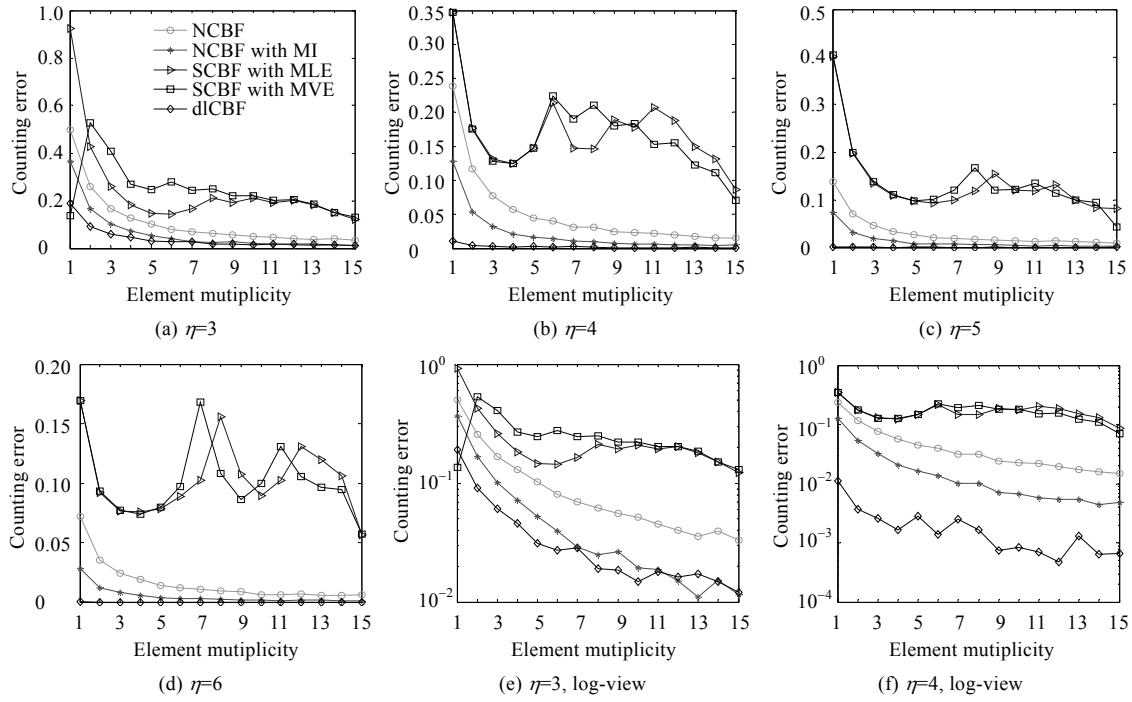 1.0
0.8
0.6
0.4
0.2
0
Counting error
NCBF
NCBF with MI
SCBF with MLE
SCBF with MVE
dlCBF
1 3 5 7 9 11 13 15
Element mutiplicity
(a) η=3
0.35
0.30
0.25
0.20
0.15
0.10
0.05
0
Counting error
1 3 5 7 9 11 13 15
Element mutiplicity
(b) η=4
0.5
0.4
0.3
0.2
0.1
0
Counting error
1 3 5 7 9 11 13 15
Element mutiplicity
(c) η=5
0.20
0.15
0.10
0.05
0
Counting error
1 3 5 7 9 11 13 15
Element mutiplicity
(d) η=6
10⁰
10⁻¹
10⁻²
Counting error
1 3 5 7 9 11 13 15
Element mutiplicity
(e) η=3, log-view
10⁰
10⁻¹
10⁻²
10⁻³
10⁻⁴
Counting error
1 3 5 7 9 11 13 15
Element mutiplicity
(f) η=4, log-view